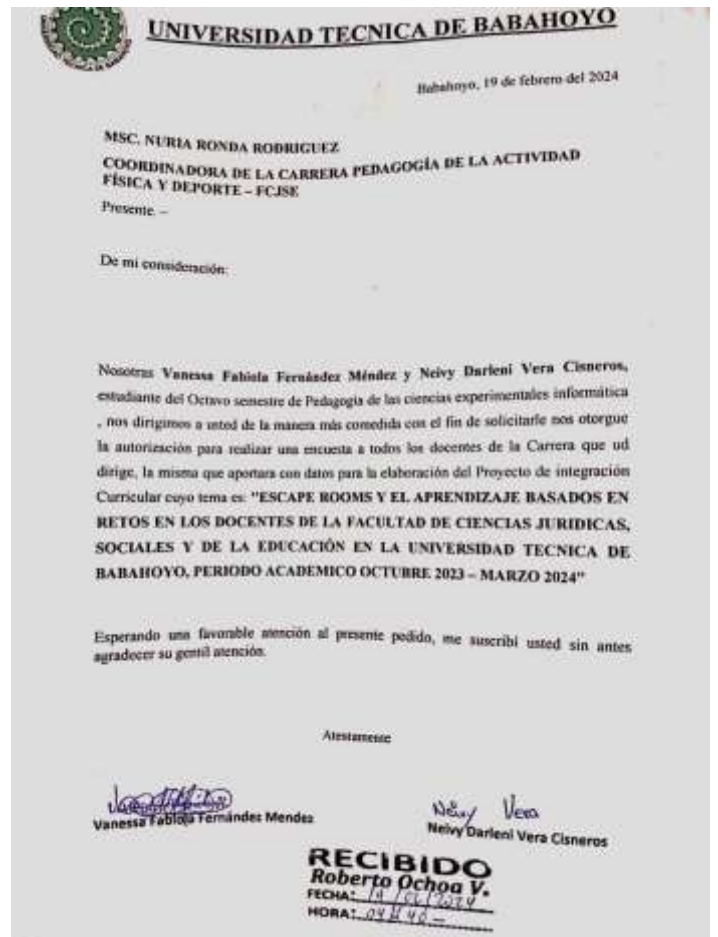 UNIVERSIDAD TECNICA DE BABAHOYO
Babahoyo, 19 de febrero del 2024
MSC. NURIA RONDA RODRIGUEZ
COORDINADORA DE LA CARRERA PEDAGOGÍA DE LA ACTIVIDAD
FÍSICA Y DEPORTE – FCJSE
Presente. –
De mi consideración:
Nosotras Vanessa Fabiola Fernández Méndez y Neivy Darleni Vera Cisneros,
estudiante del Octavo semestre de Pedagogía de las ciencias experimentales informática
, nos dirigimos a usted de la manera más comedida con el fin de solicitarle nos otorgue
la autorización para realizar una encuesta a todos los docentes de la Carrera que ud
dirige, la misma que aportara con datos para la elaboración del Proyecto de integración
Curricular cuyo tema es: "ESCAPE ROOMS Y EL APRENDIZAJE BASADOS EN
RETOS EN LOS DOCENTES DE LA FACULTAD DE CIENCIAS JURIDICAS,
SOCIALES Y DE LA EDUCACIÓN EN LA UNIVERSIDAD TECNICA DE
BABAHOYO, PERIODO ACADEMICO OCTUBRE 2023 – MARZO 2024"
Esperando una favorable atención al presente pedido, me suscribi usted sin antes
agradecer su gentil atención.
Atestamente
Vanessa Fabiola Fernández Mendez
Neivy Vera
Neivy Darleni Vera Cisneros
RECIBIDO
Roberto Ochoa V.
FECHA:
HORA: